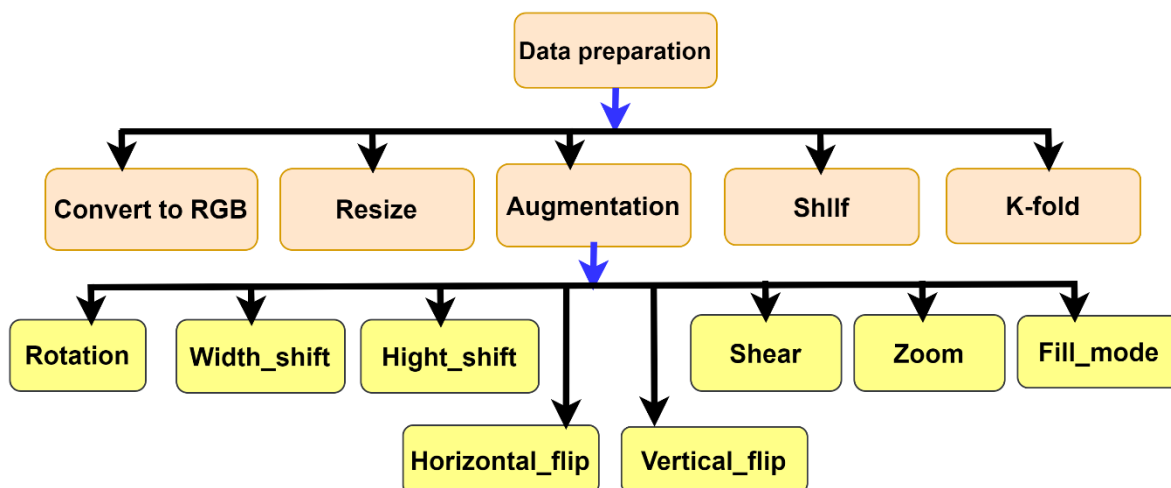 Data preparation
Convert to RGB
Resize
Augmentation
Shllf
K-fold
Rotation
Width_shift
Hight_shift
Shear
Zoom
Fill_mode
Horizontal_flip
Vertical_flip